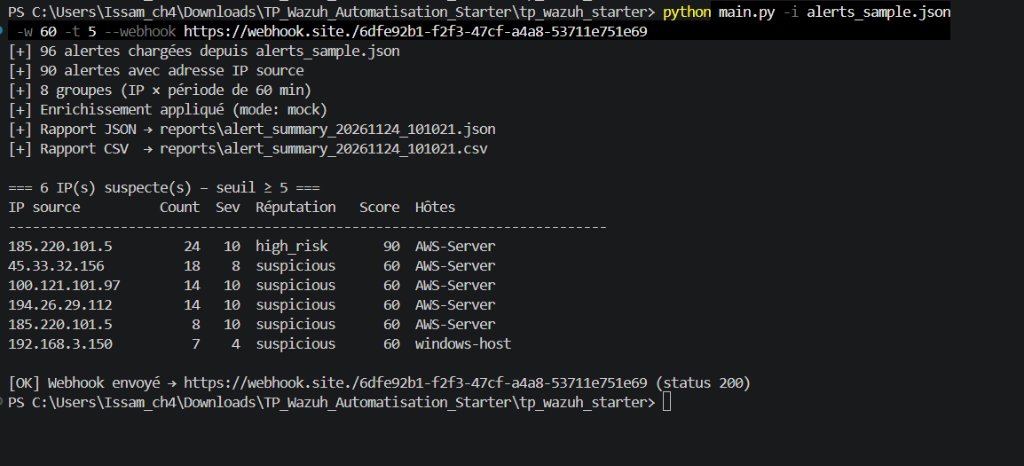 PS C:\Users\Issam_ch4\Downloads\TP_Wazuh_Automatisation_Starter\tp_wazuh_starter> python main.py -i alerts_sample.json
-w 60 -t 5 --webhook https://webhook.site./6dfe92b1-f2f3-47cf-a4a8-53711e751e69
[+] 96 alertes chargées depuis alerts_sample.json
[+] 90 alertes avec adresse IP source
[+] 8 groupes (IP × période de 60 min)
[+] Enrichissement appliqué (mode: mock)
[+] Rapport JSON → reports\alert_summary_20261124_101021.json
[+] Rapport CSV → reports\alert_summary_20261124_101021.csv
=== 6 IP(s) suspecte(s) – seuil ≥ 5 ===
IP source Count Sev Réputation Score Hôtes
--------------------------------------------------------------------------
185.220.101.5 24 10 high_risk 90 AWS-Server
45.33.32.156 18 8 suspicious 60 AWS-Server
100.121.101.97 14 10 suspicious 60 AWS-Server
194.26.29.112 14 10 suspicious 60 AWS-Server
185.220.101.5 8 10 suspicious 60 AWS-Server
192.168.3.150 7 4 suspicious 60 windows-host
[OK] Webhook envoyé → https://webhook.site./6dfe92b1-f2f3-47cf-a4a8-53711e751e69 (status 200)
PS C:\Users\Issam_ch4\Downloads\TP_Wazuh_Automatisation_Starter\tp_wazuh_starter>